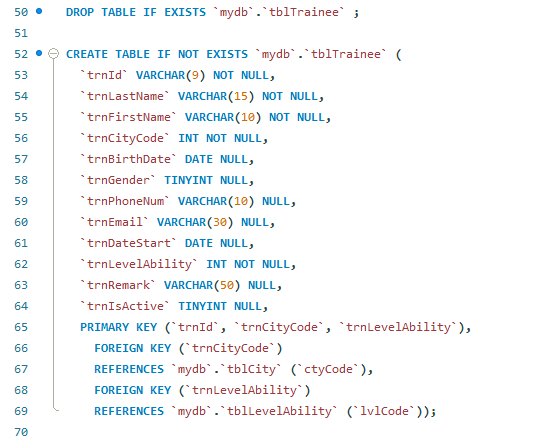 50 DROP TABLE IF EXISTS `mydb`.`tblTrainee` ;
51
52 CREATE TABLE IF NOT EXISTS `mydb`.`tblTrainee` (
53 `trnId` VARCHAR(9) NOT NULL,
54 `trnLastName` VARCHAR(15) NOT NULL,
55 `trnFirstName` VARCHAR(10) NOT NULL,
56 `trnCityCode` INT NOT NULL,
57 `trnBirthDate` DATE NULL,
58 `trnGender` TINYINT NULL,
59 `trnPhoneNum` VARCHAR(10) NULL,
60 `trnEmail` VARCHAR(30) NULL,
61 `trnDateStart` DATE NULL,
62 `trnLevelAbility` INT NOT NULL,
63 `trnRemark` VARCHAR(50) NULL,
64 `trnIsActive` TINYINT NULL,
65 PRIMARY KEY (`trnId`, `trnCityCode`, `trnLevelAbility`),
66 FOREIGN KEY (`trnCityCode`)
67 REFERENCES `mydb`.`tblCity` (`ctyCode`),
68 FOREIGN KEY (`trnLevelAbility`)
69 REFERENCES `mydb`.`tblLevelAbility` (`lvlCode`));
70